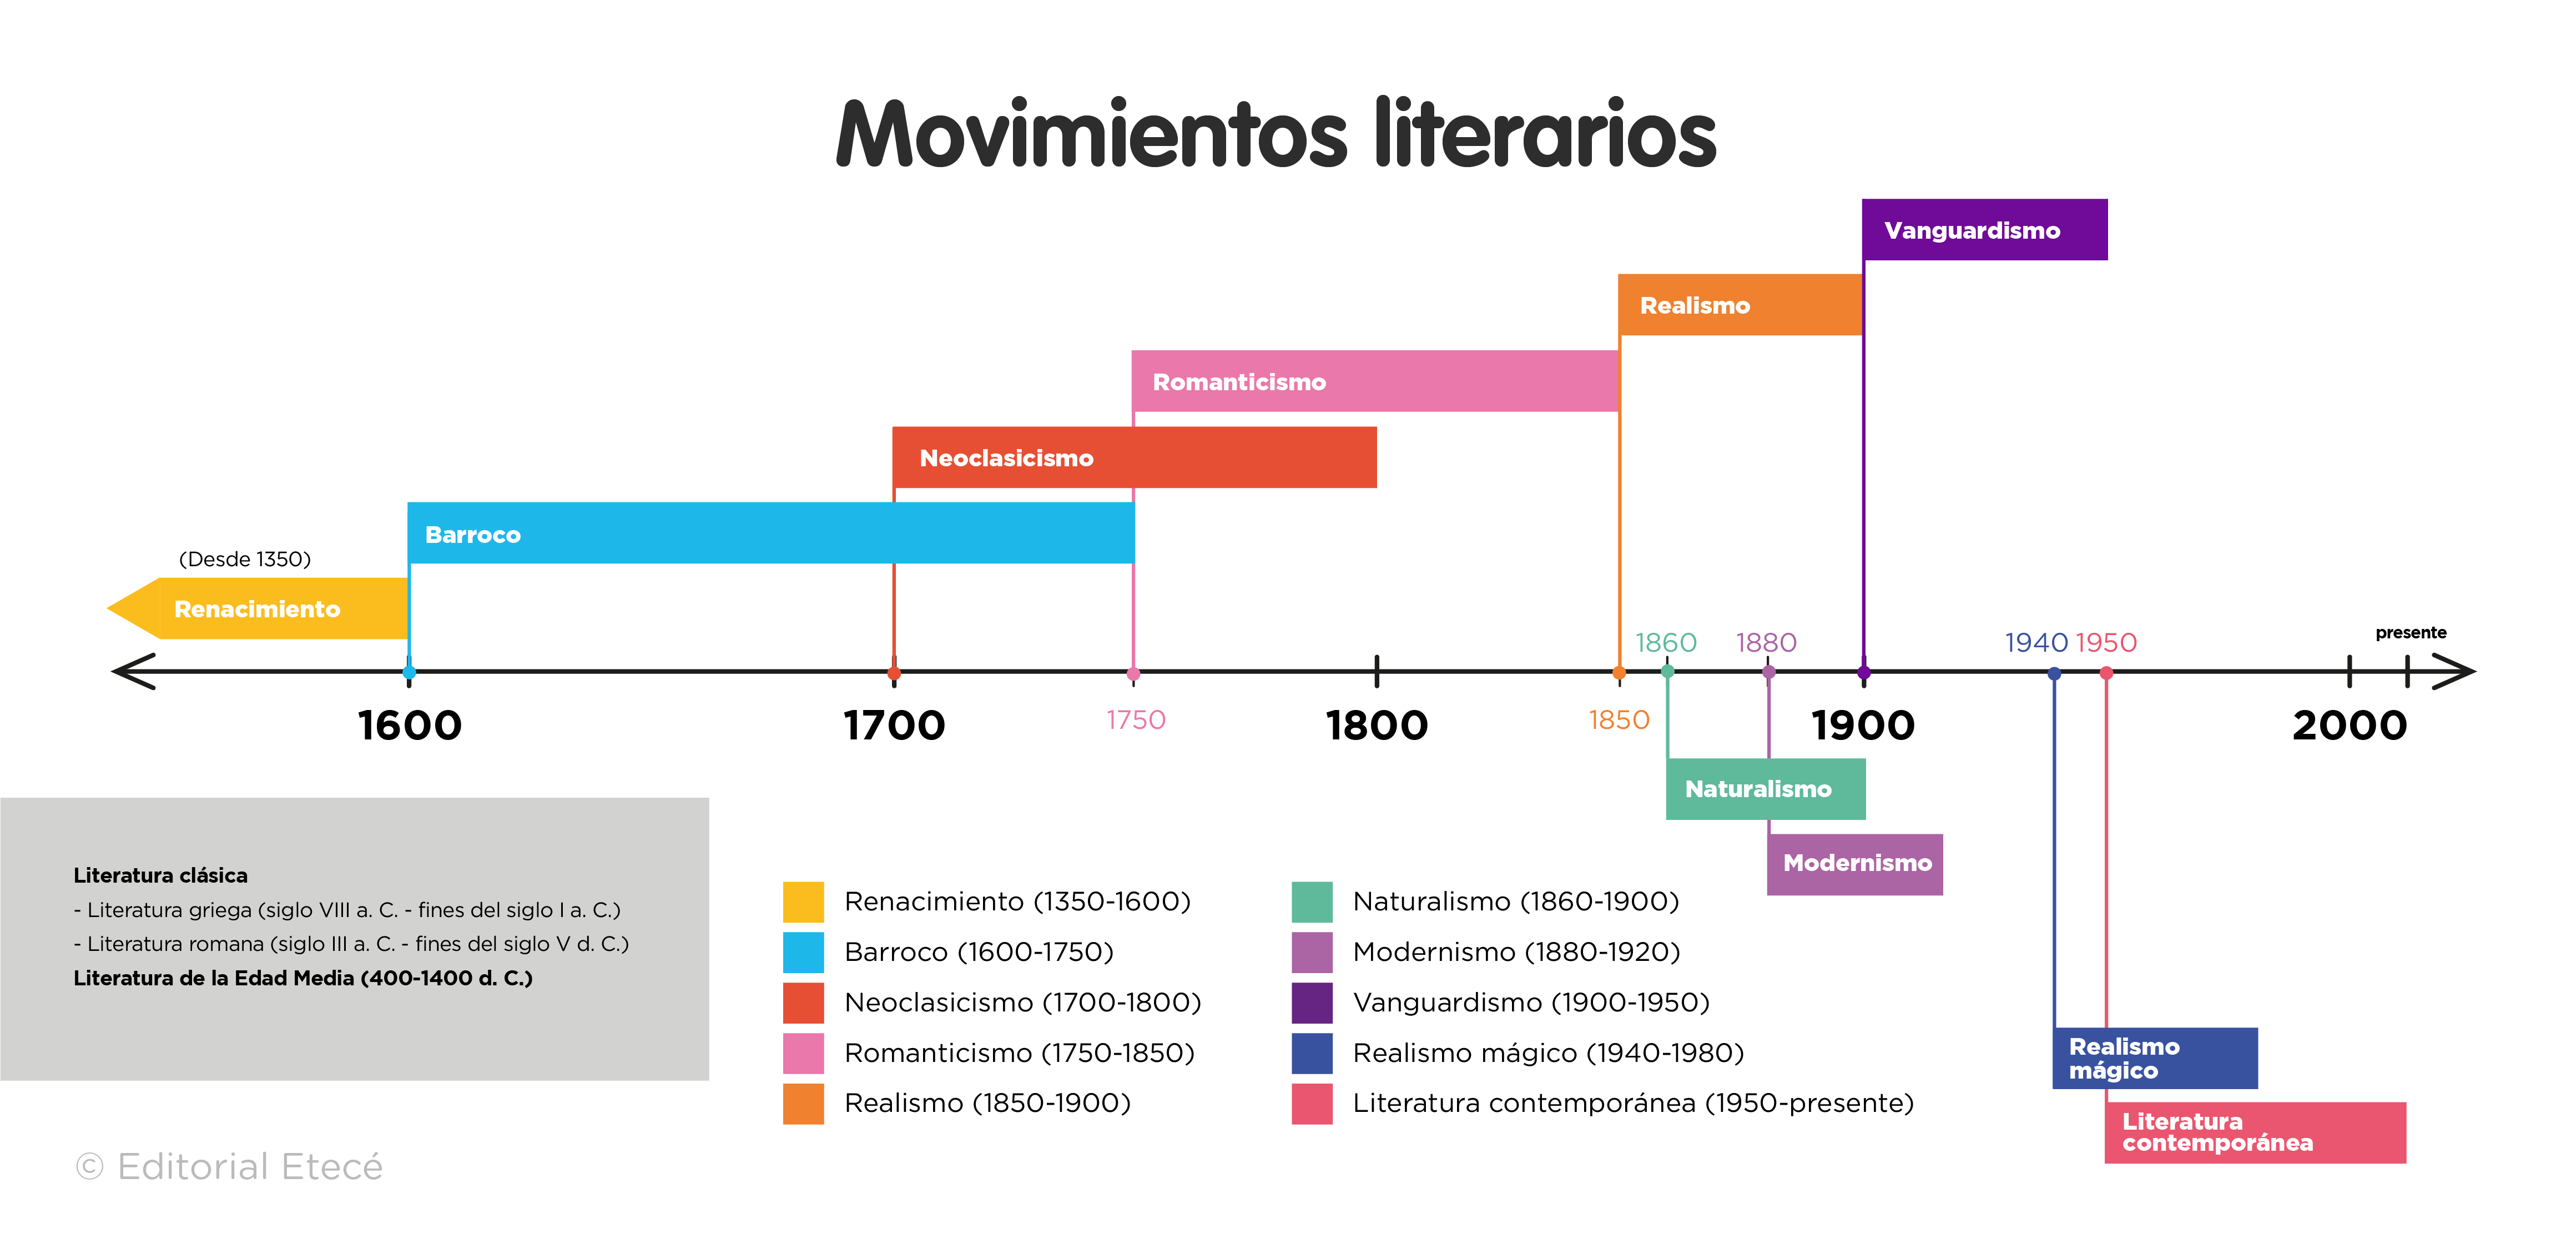 Movimientos literarios
Vanguardismo
Realismo
Romanticismo
Neoclasicismo
Barroco
(Desde 1350)
Renacimiento
1860 1880 1940 1950 presente
1600 1700 1750 1800 1850 1900 2000
Naturalismo
Modernismo
Realismo
mágico
Literatura
contemporánea
Literatura clásica
- Literatura griega (siglo VIII a. C. - fines del siglo I a. C.)
- Literatura romana (siglo III a. C. - fines del siglo V d. C.)
Literatura de la Edad Media (400-1400 d. C.)
Renacimiento (1350-1600)
Barroco (1600-1750)
Neoclasicismo (1700-1800)
Romanticismo (1750-1850)
Realismo (1850-1900)
Naturalismo (1860-1900)
Modernismo (1880-1920)
Vanguardismo (1900-1950)
Realismo mágico (1940-1980)
Literatura contemporánea (1950-presente)
© Editorial Etecé